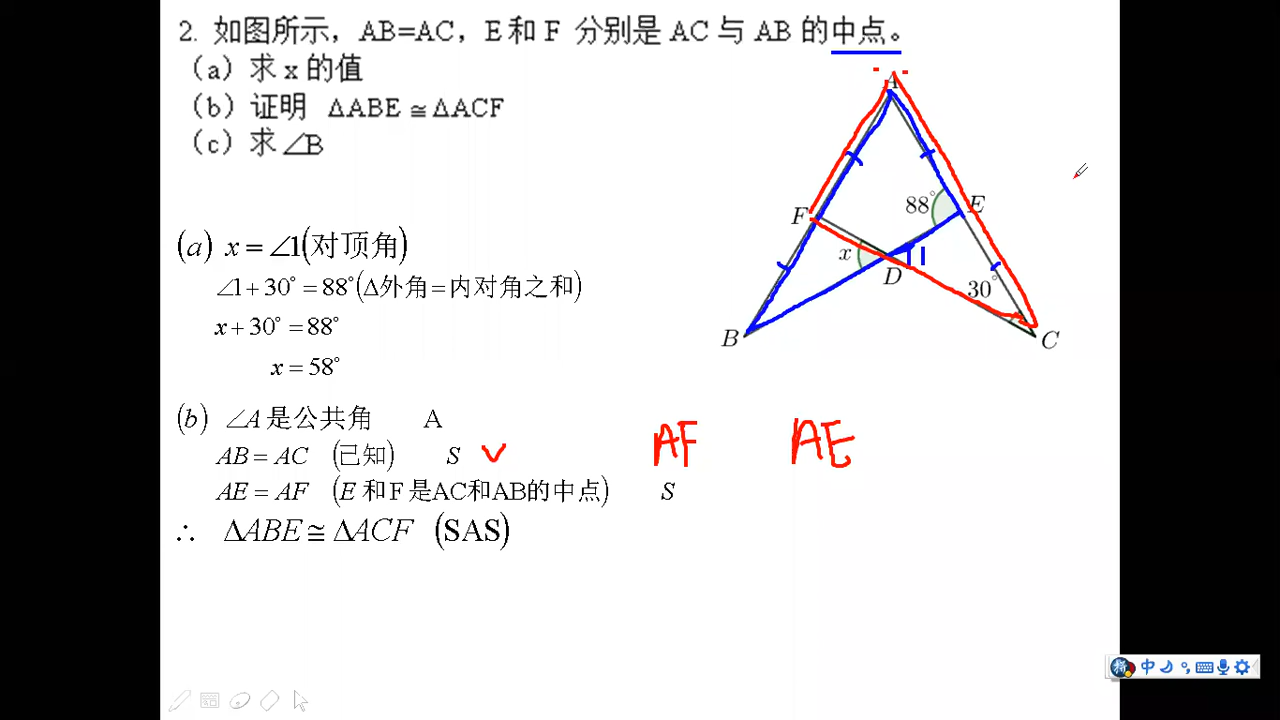 2. 如图所示，AB=AC，E和F 分别是AC与AB的中点。
(a) 求x的值
(b) 证明 ΔABE≅ΔACF
(c) 求∠B
A
F
88°
E
x
D
1
30°
B
C
(a) x=∠1(对顶角)
∠1+30°=88°(Δ外角=内对角之和)
x+30°=88°
x=58°
(b) ∠A是公共角 A
AB=AC (已知) S ✓
AF AE
AE=AF (E和F是AC和AB的中点) S
∴ ΔABE≅ΔACF (SAS)
中